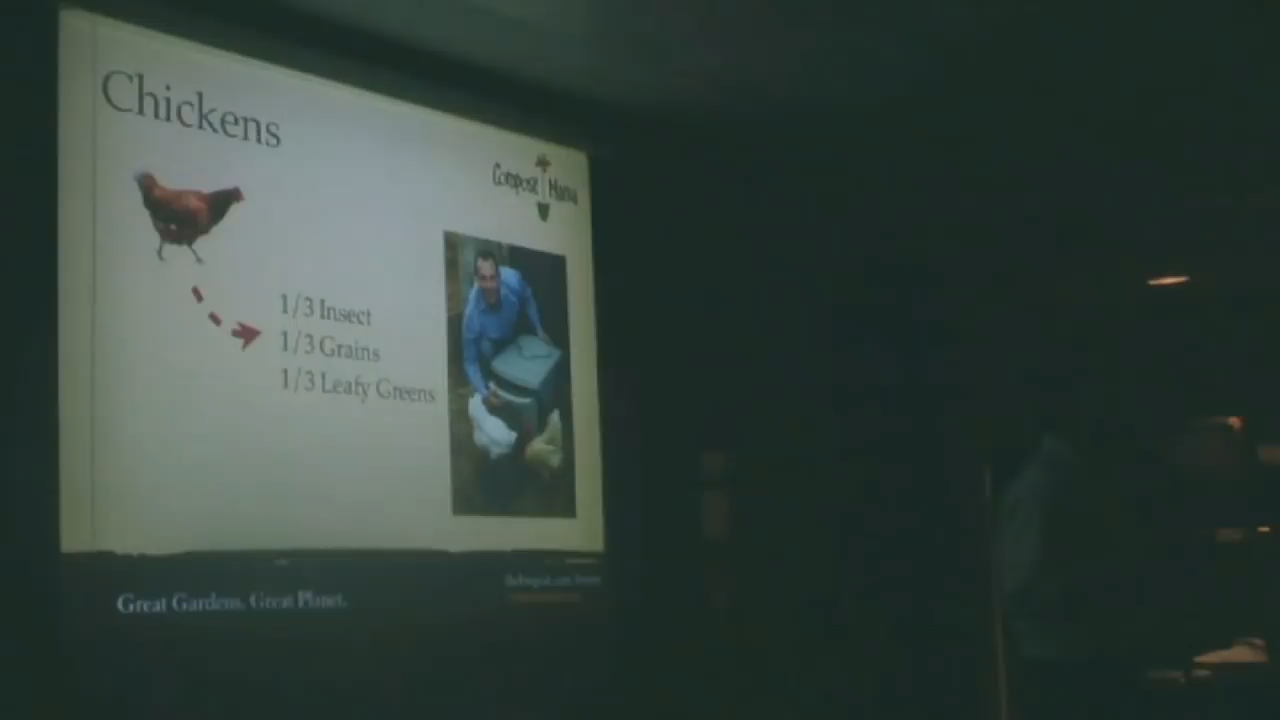 Chickens
Compost Mania
1/3 Insect
1/3 Grains
1/3 Leafy Greens
Great Gardens. Great Planet.